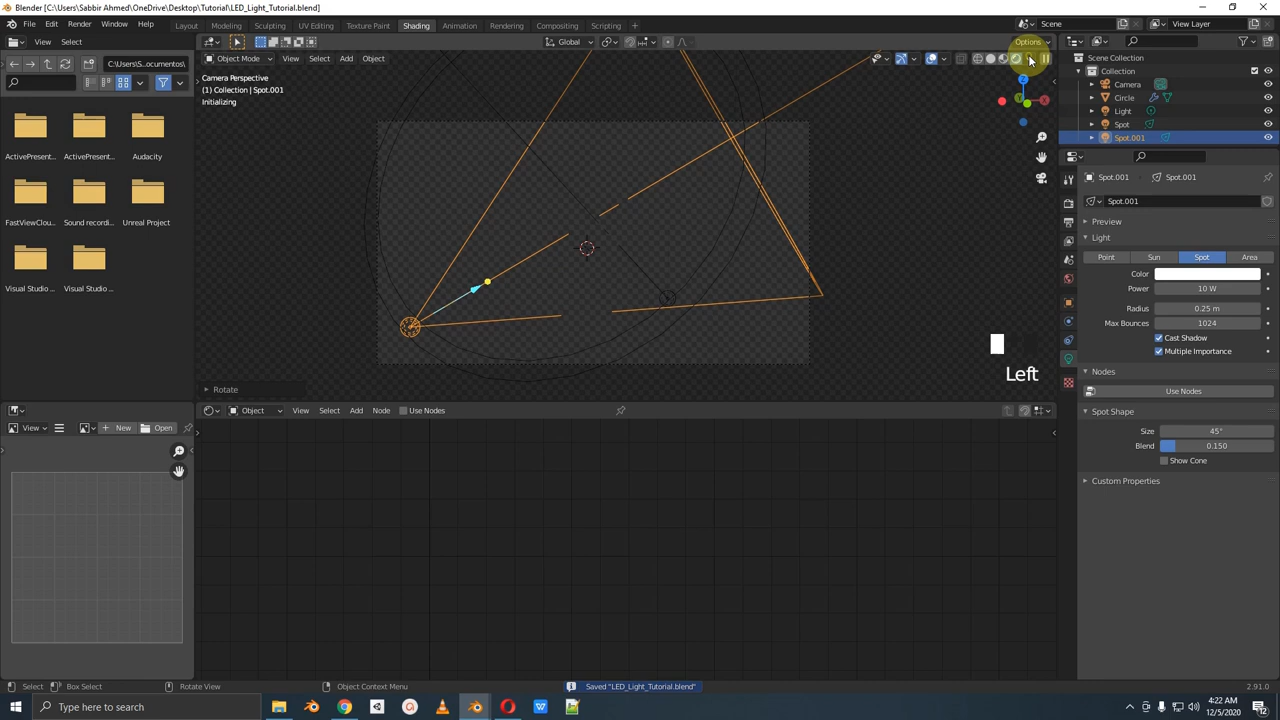 Blender [C:\Users\Sabbir Ahmed\OneDrive\Desktop\Tutorial\LED_Light_Tutorial.blend]
File Edit Render Window Help
Layout Modeling Sculpting UV Editing Texture Paint Shading Animation Rendering Compositing Scripting
Scene View Layer
View Select
Global
Options
C:\S...ocumentos\
Object Mode View Select Add Object
Camera Perspective
(1) Collection | Spot.001
Initializing
Scene Collection
Collection
Camera
Circle
Light
Spot
Spot.001
ActivePresent... ActivePresent... Audacity
FastViewClou... Sound recordi... Unreal Project
Visual Studio ... Visual Studio ...
Spot.001 Spot.001
Spot.001
Preview
Light
Point Sun Spot Area
Color
Power 10 W
Radius 0.25 m
Max Bounces 1024
Cast Shadow
Multiple Importance
Nodes
Use Nodes
Spot Shape
Size 45°
Blend 0.150
Show Cone
Custom Properties
Left
Rotate
View New Open
Object View Select Add Node Use Nodes
Select Box Select Rotate View Object Context Menu Saved "LED_Light_Tutorial.blend" 2.91.0
Type here to search
4:22 AM
12/5/2020
12